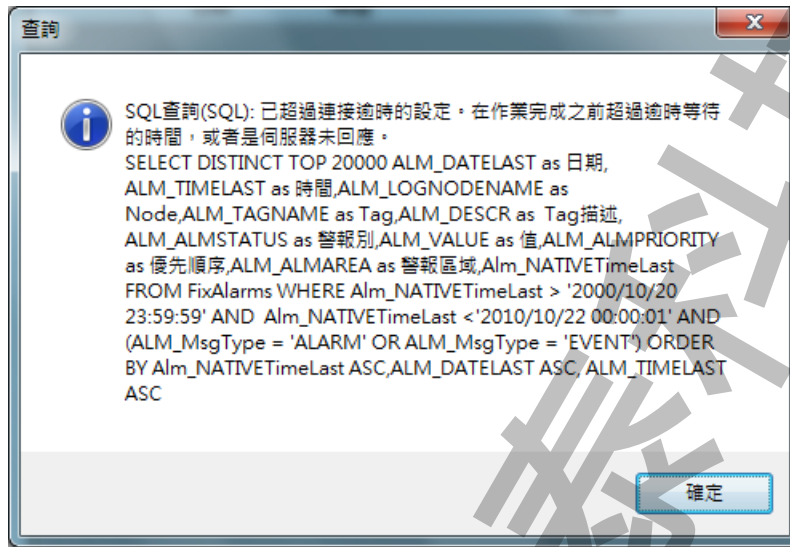 查詢
SQL查詢(SQL): 已超過連接逾時的設定。在作業完成之前超過逾時等待
的時間，或者是伺服器未回應。
SELECT DISTINCT TOP 20000 ALM_DATELAST as 日期,
ALM_TIMELAST as 時間,ALM_LOGNODENAME as
Node,ALM_TAGNAME as Tag,ALM_DESCR as  Tag描述,
ALM_ALMSTATUS as 警報別,ALM_VALUE as 值,ALM_ALMPRIORITY
as 優先順序,ALM_ALMAREA as 警報區域,Alm_NATIVETimeLast
FROM FixAlarms WHERE Alm_NATIVETimeLast > '2000/10/20
23:59:59' AND  Alm_NATIVETimeLast <'2010/10/22 00:00:01' AND
(ALM_MsgType = 'ALARM' OR ALM_MsgType = 'EVENT') ORDER
BY Alm_NATIVETimeLast ASC,ALM_DATELAST ASC, ALM_TIMELAST
ASC
確定